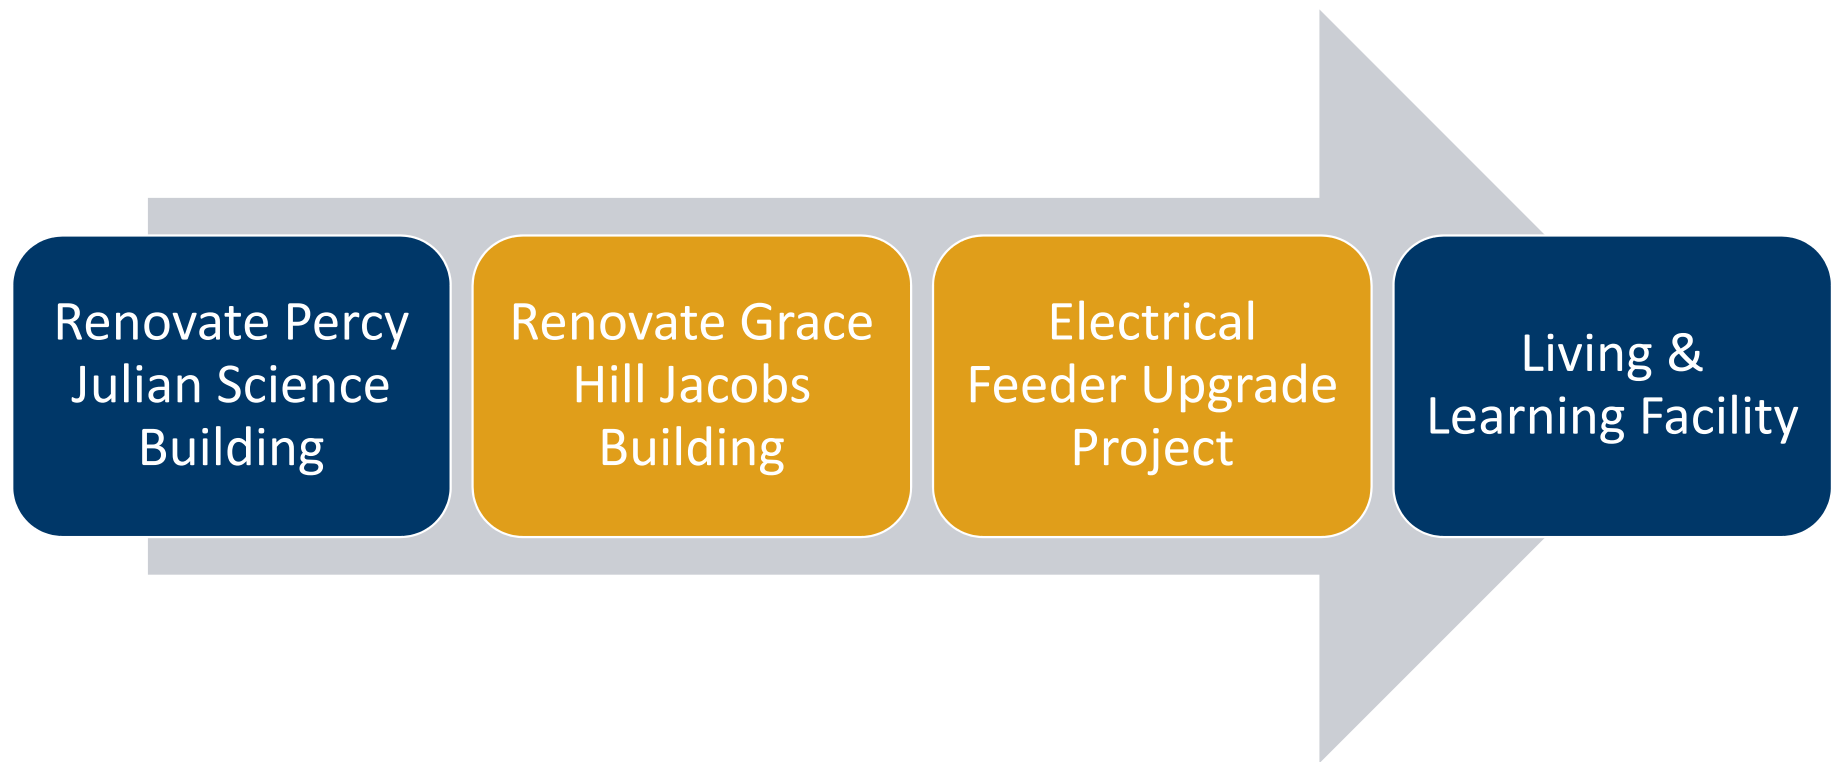 Renovate Percy
Julian Science
Building
Renovate Grace
Hill Jacobs
Building
Electrical
Feeder Upgrade
Project
Living &
Learning Facility